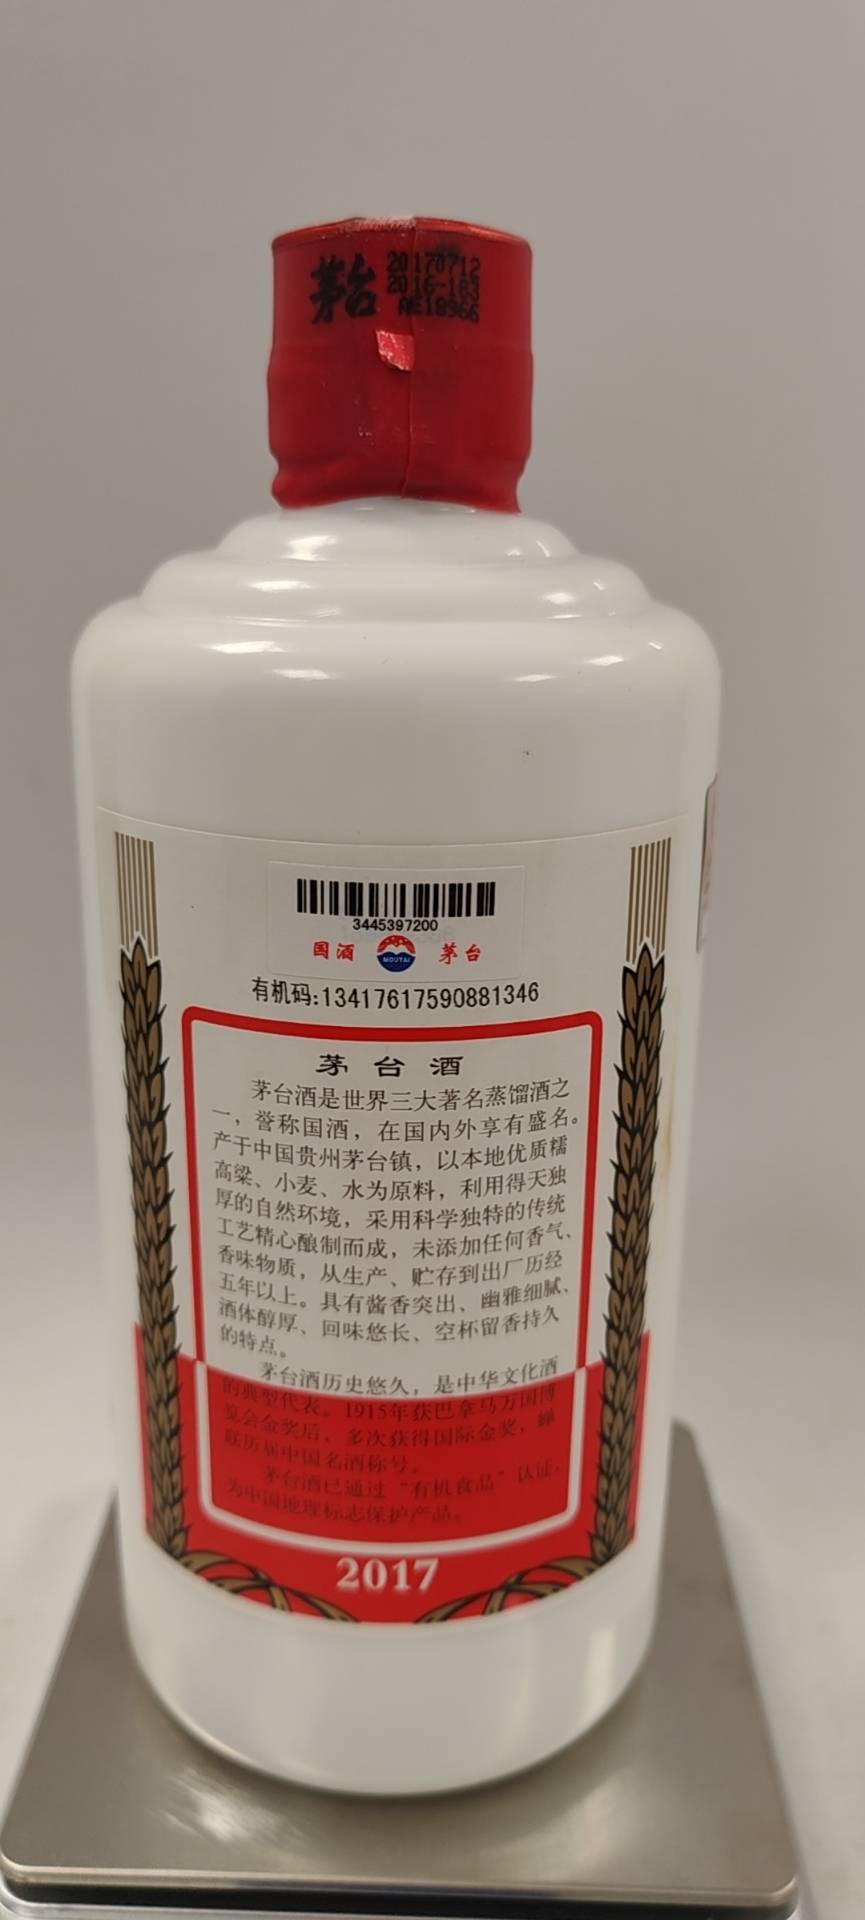 茅台
20170712
2016-103
AE18966
3445397200
国酒 MOUTAI 茅台
有机码:13417617590881346
茅台酒
茅台酒是世界三大著名蒸馏酒之
一，誉称国酒，在国内外享有盛名。
产于中国贵州茅台镇，以本地优质糯
高粱、小麦、水为原料，利用得天独
厚的自然环境，采用科学独特的传统
工艺精心酿制而成，未添加任何香气、
香味物质，从生产、贮存到出厂历经
五年以上。具有酱香突出、幽雅细腻、
酒体醇厚、回味悠长、空杯留香持久
的特点。
茅台酒历史悠久，是中华文化酒
的典型代表。1915年获巴拿马万国博
览会金奖后，多次获得国际金奖，蝉
联历届中国名酒称号。
茅台酒已通过“有机食品”认证，
为中国地理标志保护产品。
2017